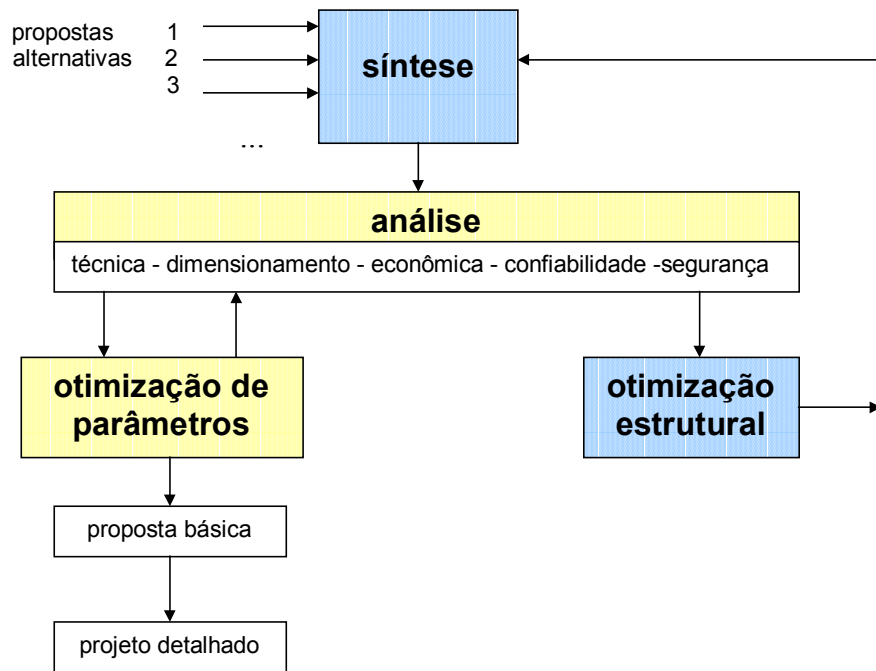 propostas
alternativas
1
2
3
...
síntese
análise
técnica - dimensionamento - econômica - confiabilidade -segurança
otimização de
parâmetros
otimização
estrutural
proposta básica
projeto detalhado